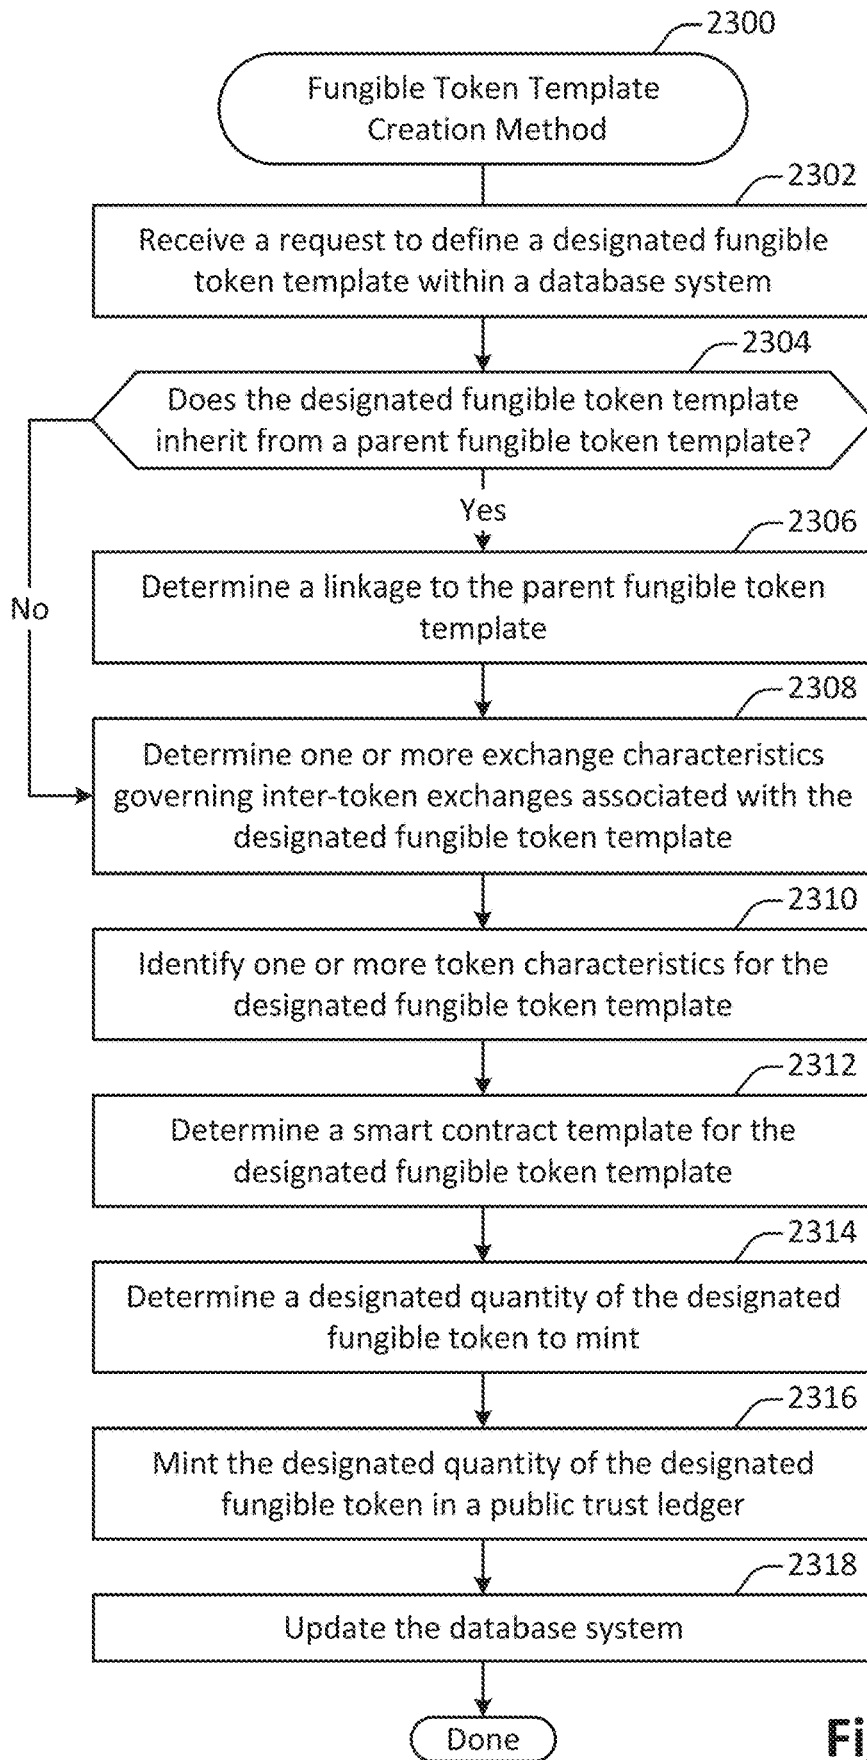 2300
Fungible Token Template
Creation Method
2302
Receive a request to define a designated fungible
token template within a database system
2304
Does the designated fungible token template
inherit from a parent fungible token template?
Yes
2306
Determine a linkage to the parent fungible token
template
No
2308
Determine one or more exchange characteristics
governing inter-token exchanges associated with the
designated fungible token template
2310
Identify one or more token characteristics for the
designated fungible token template
2312
Determine a smart contract template for the
designated fungible token template
2314
Determine a designated quantity of the designated
fungible token to mint
2316
Mint the designated quantity of the designated
fungible token in a public trust ledger
2318
Update the database system
Done
Fi